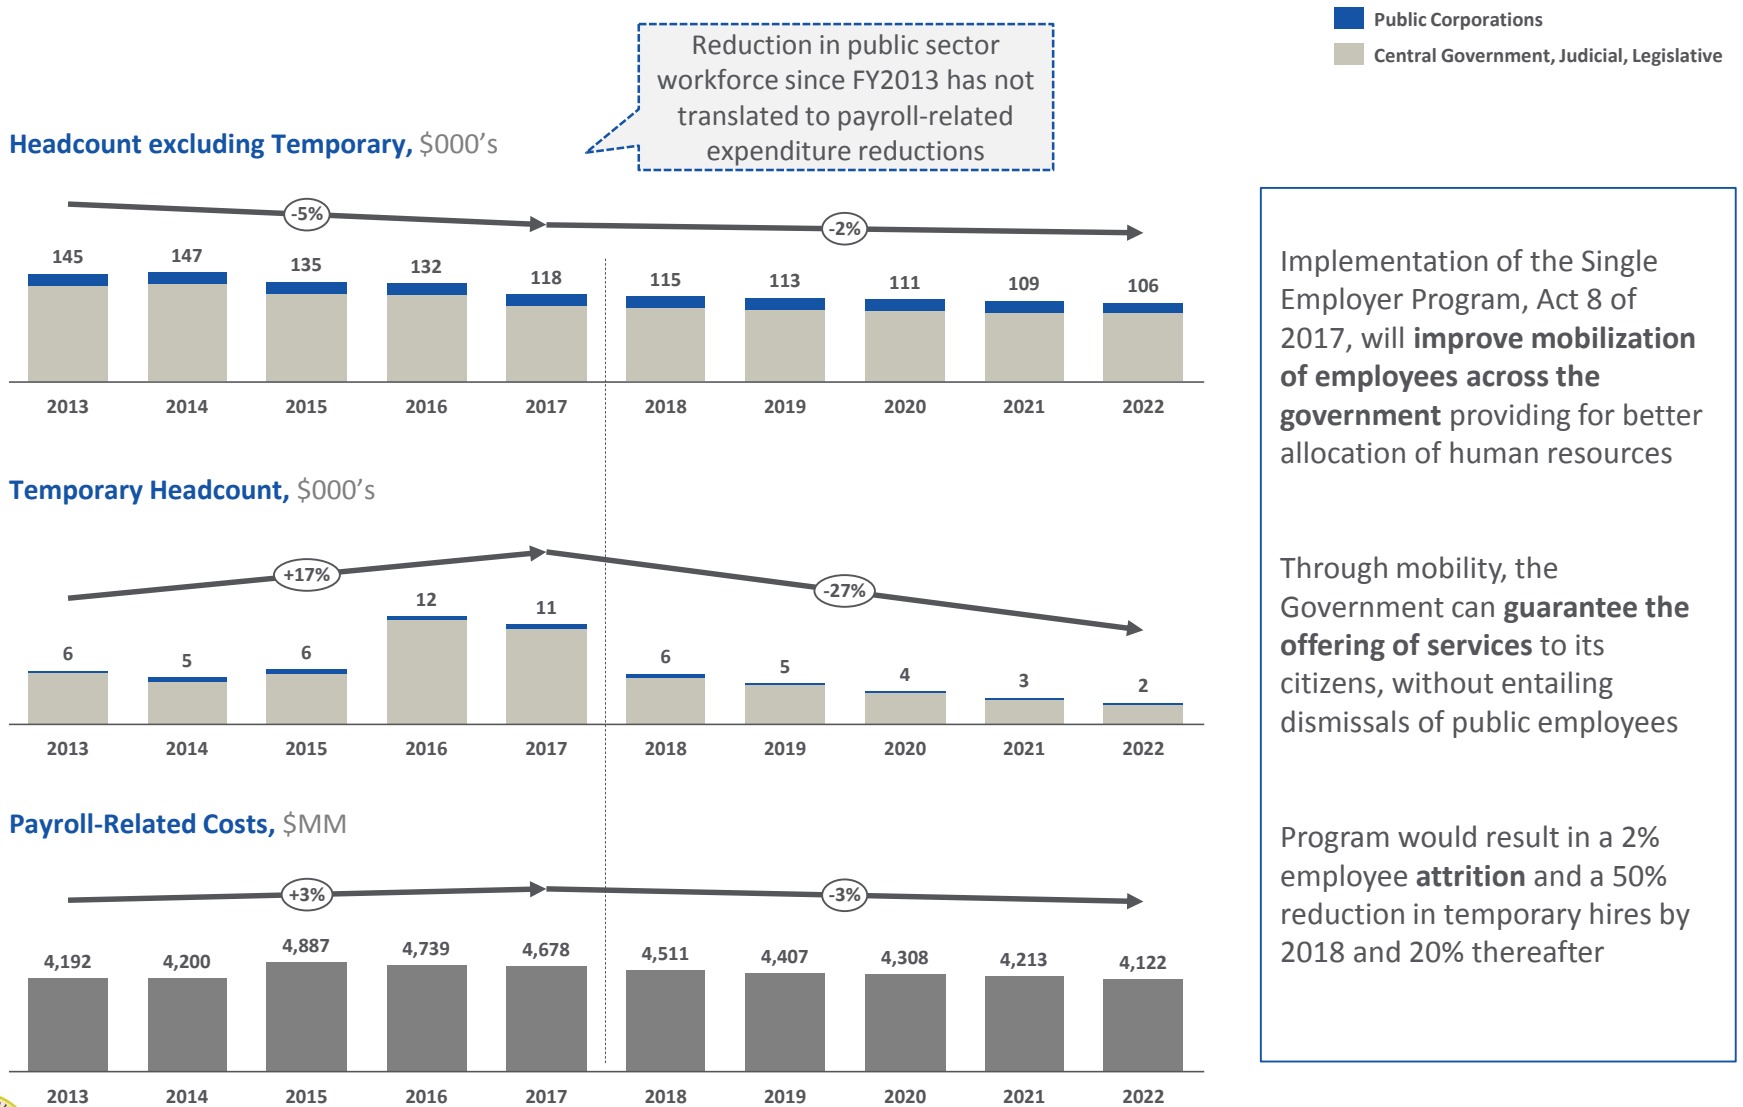 Public Corporations
Central Government, Judicial, Legislative
Reduction in public sector
workforce since FY2013 has not
translated to payroll-related
expenditure reductions
Headcount excluding Temporary, $000's
-5%
-2%
145 147 135 132 118 115 113 111 109 106
2013 2014 2015 2016 2017 2018 2019 2020 2021 2022
Temporary Headcount, $000's
+17%
-27%
6 5 6 12 11 6 5 4 3 2
2013 2014 2015 2016 2017 2018 2019 2020 2021 2022
Payroll-Related Costs, $MM
+3%
-3%
4,192 4,200 4,887 4,739 4,678 4,511 4,407 4,308 4,213 4,122
2013 2014 2015 2016 2017 2018 2019 2020 2021 2022
Implementation of the Single
Employer Program, Act 8 of
2017, will improve mobilization
of employees across the
government providing for better
allocation of human resources
Through mobility, the
Government can guarantee the
offering of services to its
citizens, without entailing
dismissals of public employees
Program would result in a 2%
employee attrition and a 50%
reduction in temporary hires by
2018 and 20% thereafter